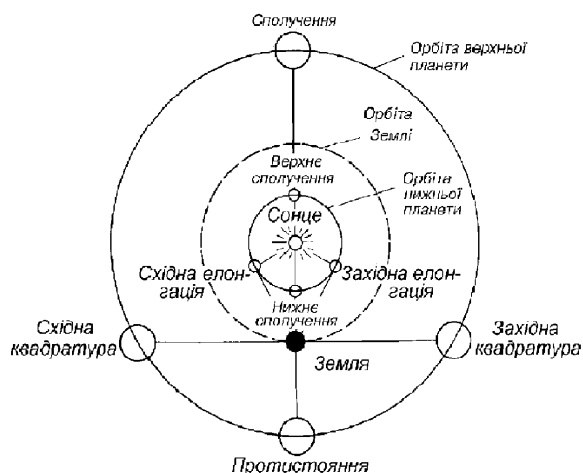 Сполучення
Орбіта верхньої
планети
Орбіта
Землі
Верхнє
сполучення
Орбіта
нижньої
планети
Сонце
Східна елон-
гація
Західна елон-
гація
Нижнє
сполучення
Східна
квадратура
Західна
квадратура
Земля
Протистояння